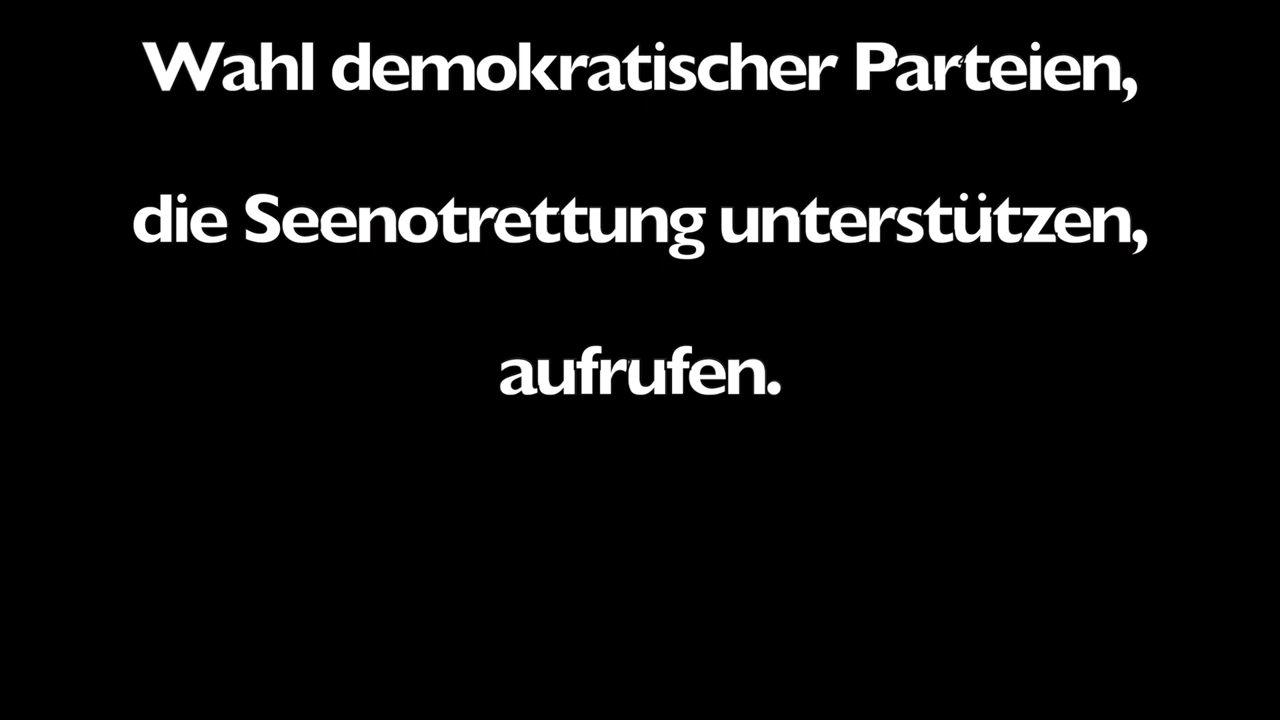 Wahl demokratischer Parteien,
die Seenotrettung unterstützen,
aufrufen.